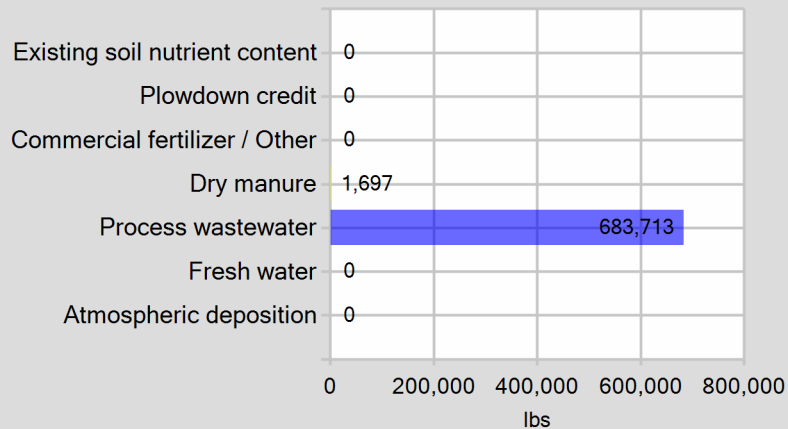 Existing soil nutrient content 0
Plowdown credit 0
Commercial fertilizer / Other 0
Dry manure 1,697
Process wastewater 683,713
Fresh water 0
Atmospheric deposition 0
0 200,000 400,000 600,000 800,000
lbs